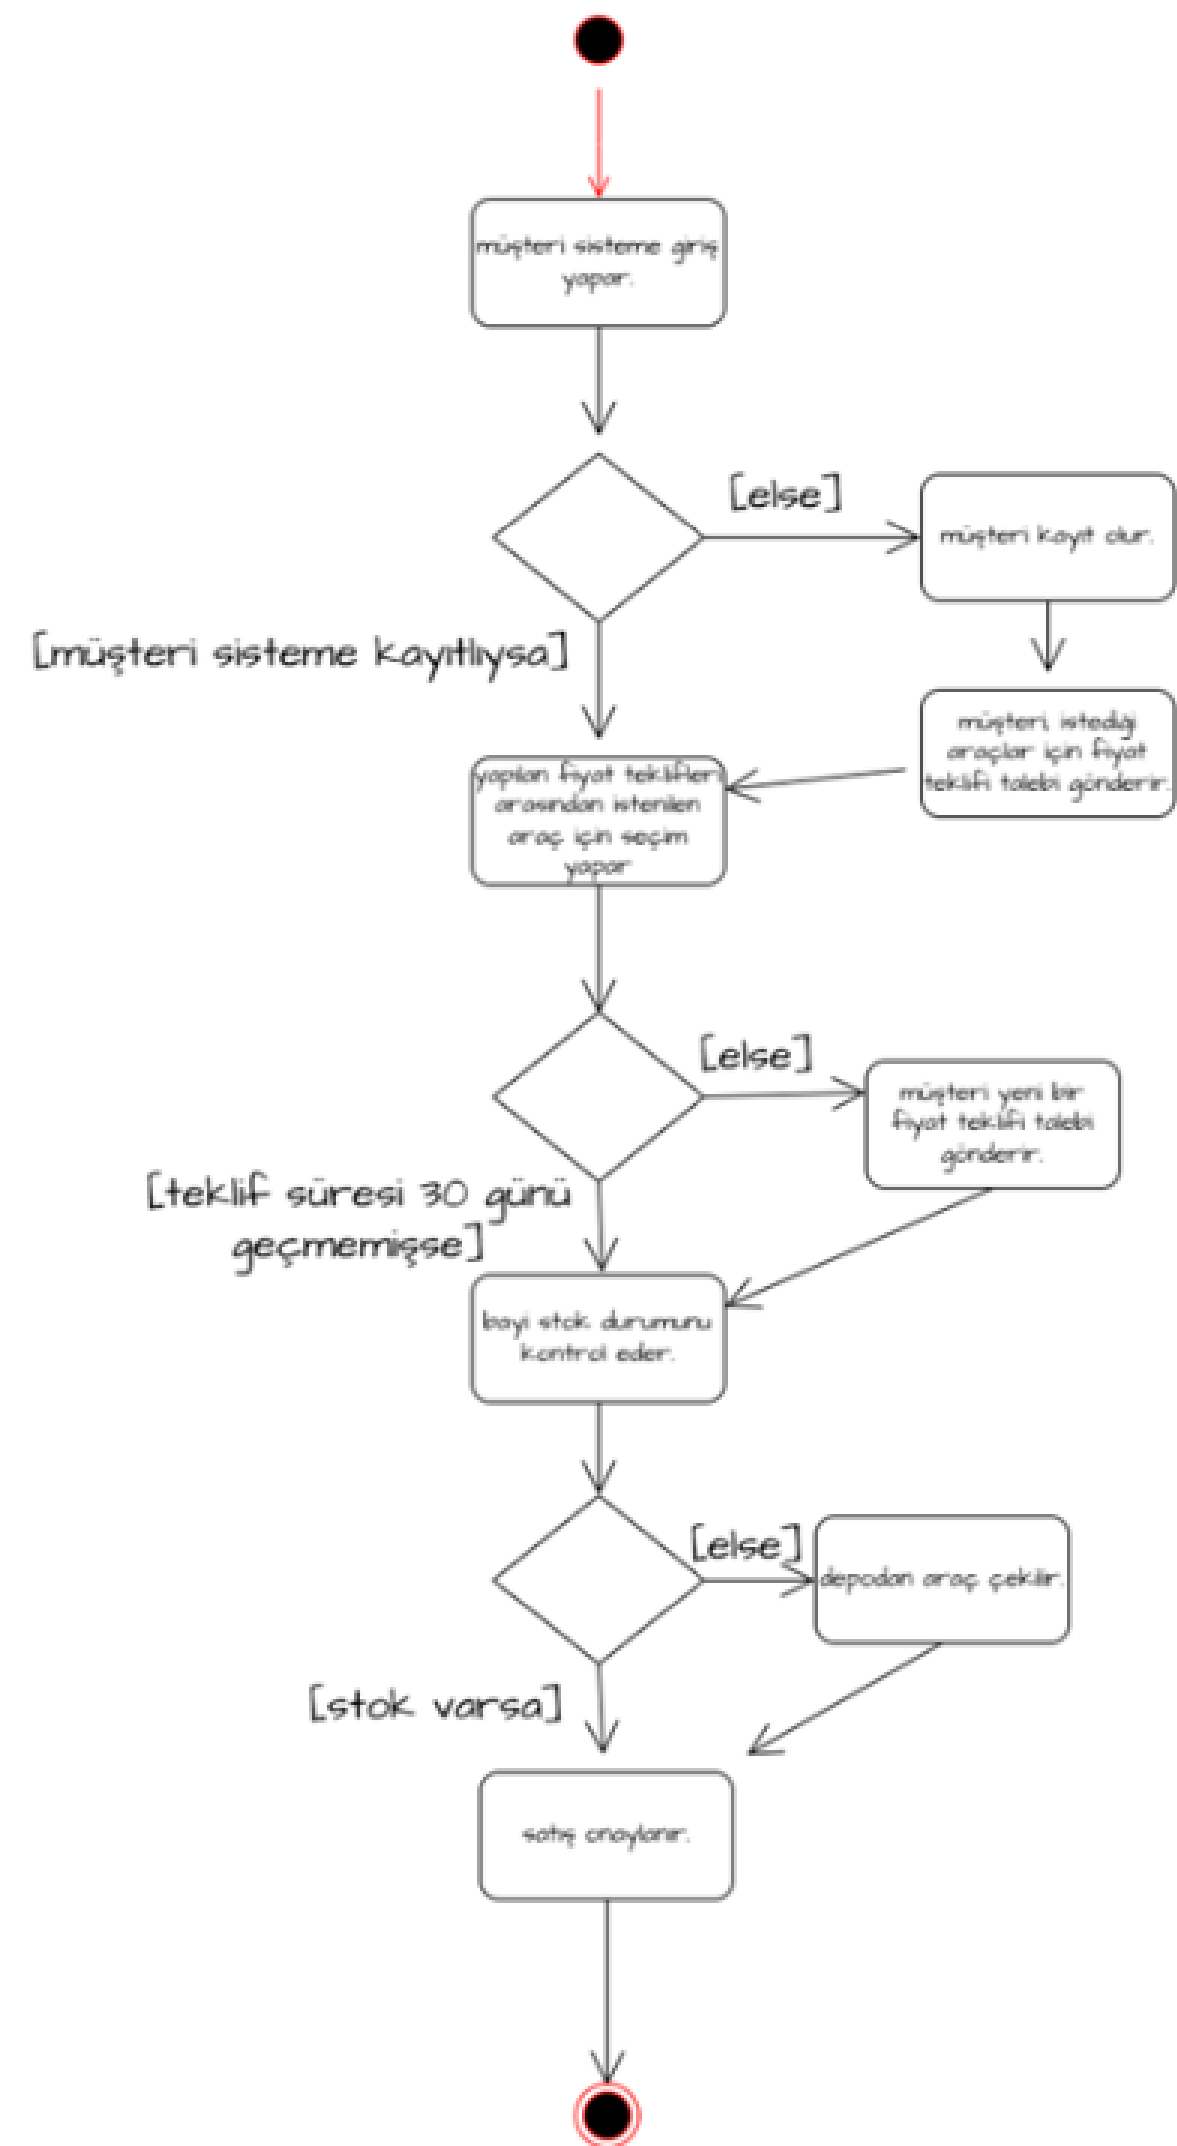 müşteri sisteme giriş
yapar.
[else]
müşteri kayıt olur.
[müşteri sisteme kayıtlıysa]
müşteri, istediği
araçlar için fiyat
teklifi talebi gönderir.
yapılan fiyat teklifleri
arasından istenilen
araç için seçim
yapar
[else]
müşteri yeni bir
fiyat teklifi talebi
gönderir.
[teklif süresi 30 günü
geçmemişse]
bayi stok durumunu
kontrol eder.
[else]
depodan araç çekilir.
[stok varsa]
satış onaylanır.